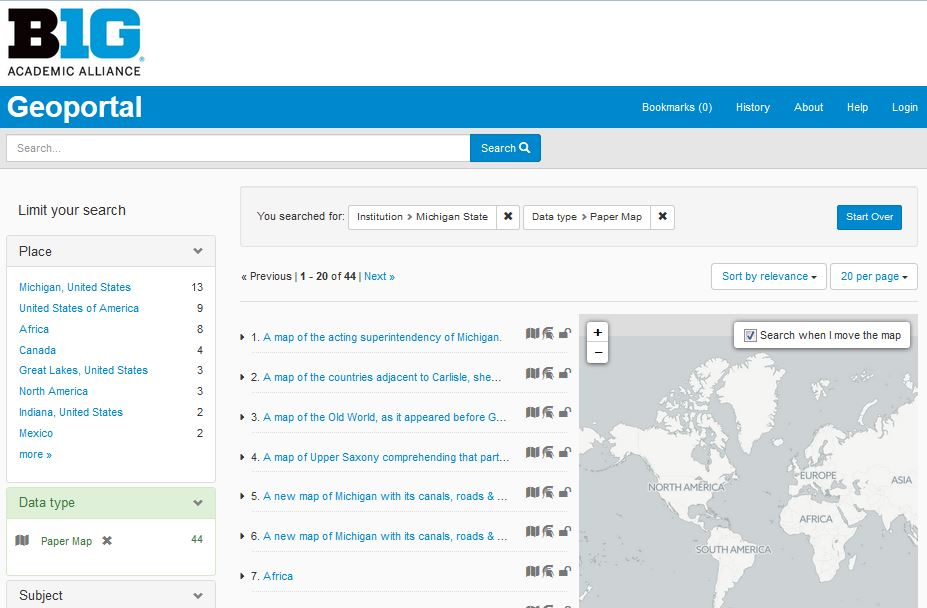 B1G
ACADEMIC ALLIANCE
Geoportal
Bookmarks (0) History About Help Login
Search...
Search
Limit your search
You searched for: Institution > Michigan State ✖ Data type > Paper Map ✖ Start Over
Place
« Previous | 1 - 20 of 44 | Next »
Sort by relevance
20 per page
Michigan, United States 13
United States of America 9
Africa 8
Canada 4
Great Lakes, United States 3
North America 3
Indiana, United States 2
Mexico 2
more »
Data type
Paper Map ✖ 44
Subject
1. A map of the acting superintendency of Michigan.
2. A map of the countries adjacent to Carlisle, she...
3. A map of the Old World, as it appeared before G...
4. A map of Upper Saxony comprehending that part...
5. A new map of Michigan with its canals, roads & ...
6. A new map of Michigan with its canals, roads & ...
7. Africa
+
−
Search when I move the map
NORTH AMERICA
EUROPE
ASIA
AFRICA
SOUTH AMERICA